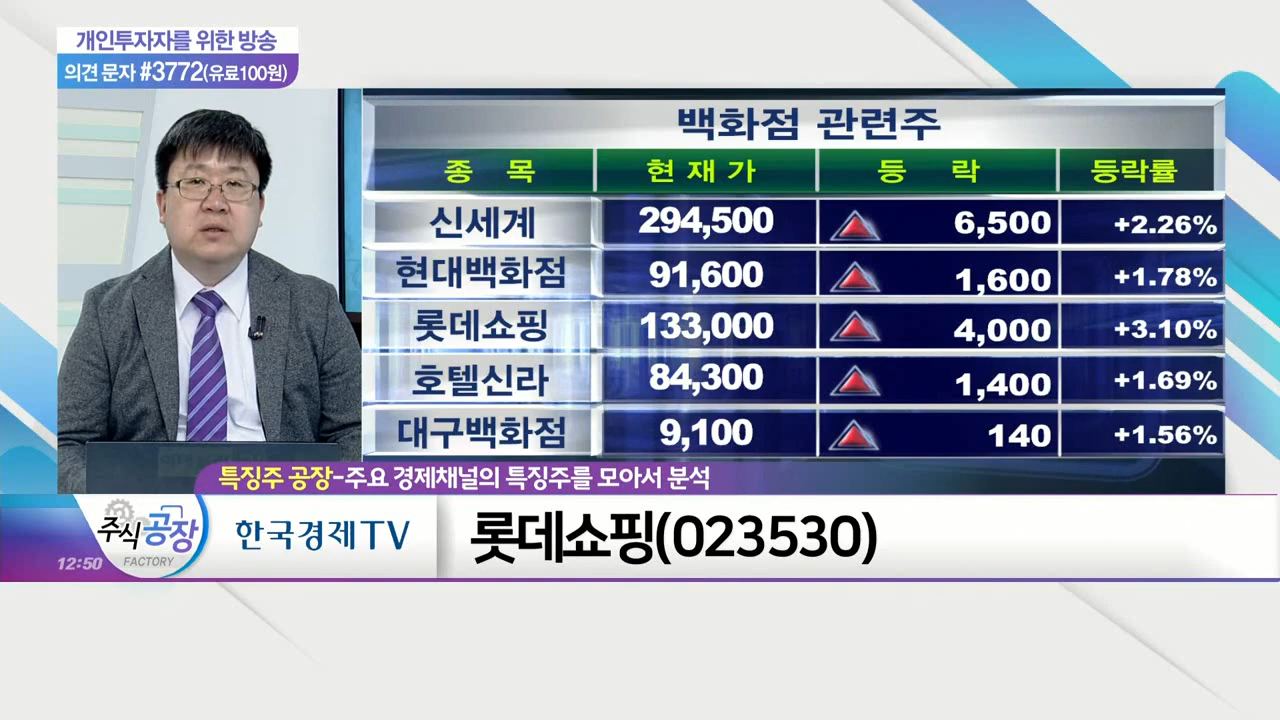 개인투자자를 위한 방송
의견 문자 #3772(유료100원)
백화점 관련주
종 목 현 재 가 등 락 등락률
신세계 294,500 ▲ 6,500 +2.26%
현대백화점 91,600 ▲ 1,600 +1.78%
롯데쇼핑 133,000 ▲ 4,000 +3.10%
호텔신라 84,300 ▲ 1,400 +1.69%
대구백화점 9,100 ▲ 140 +1.56%
특징주 공장-주요 경제채널의 특징주를 모아서 분석
주식공장
FACTORY
12:50
한국경제TV
롯데쇼핑(023530)